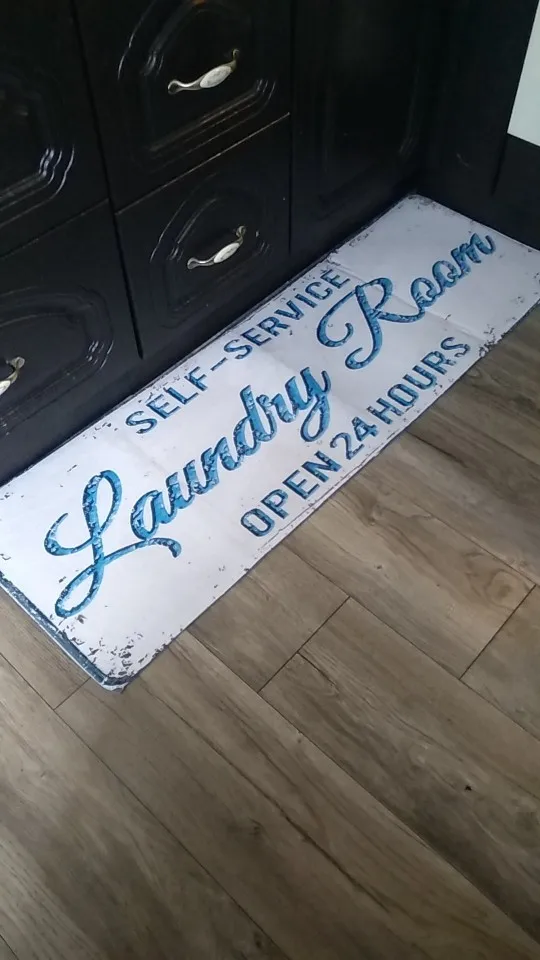 SELF-SERVICE
Laundry Room
OPEN 24 HOURS